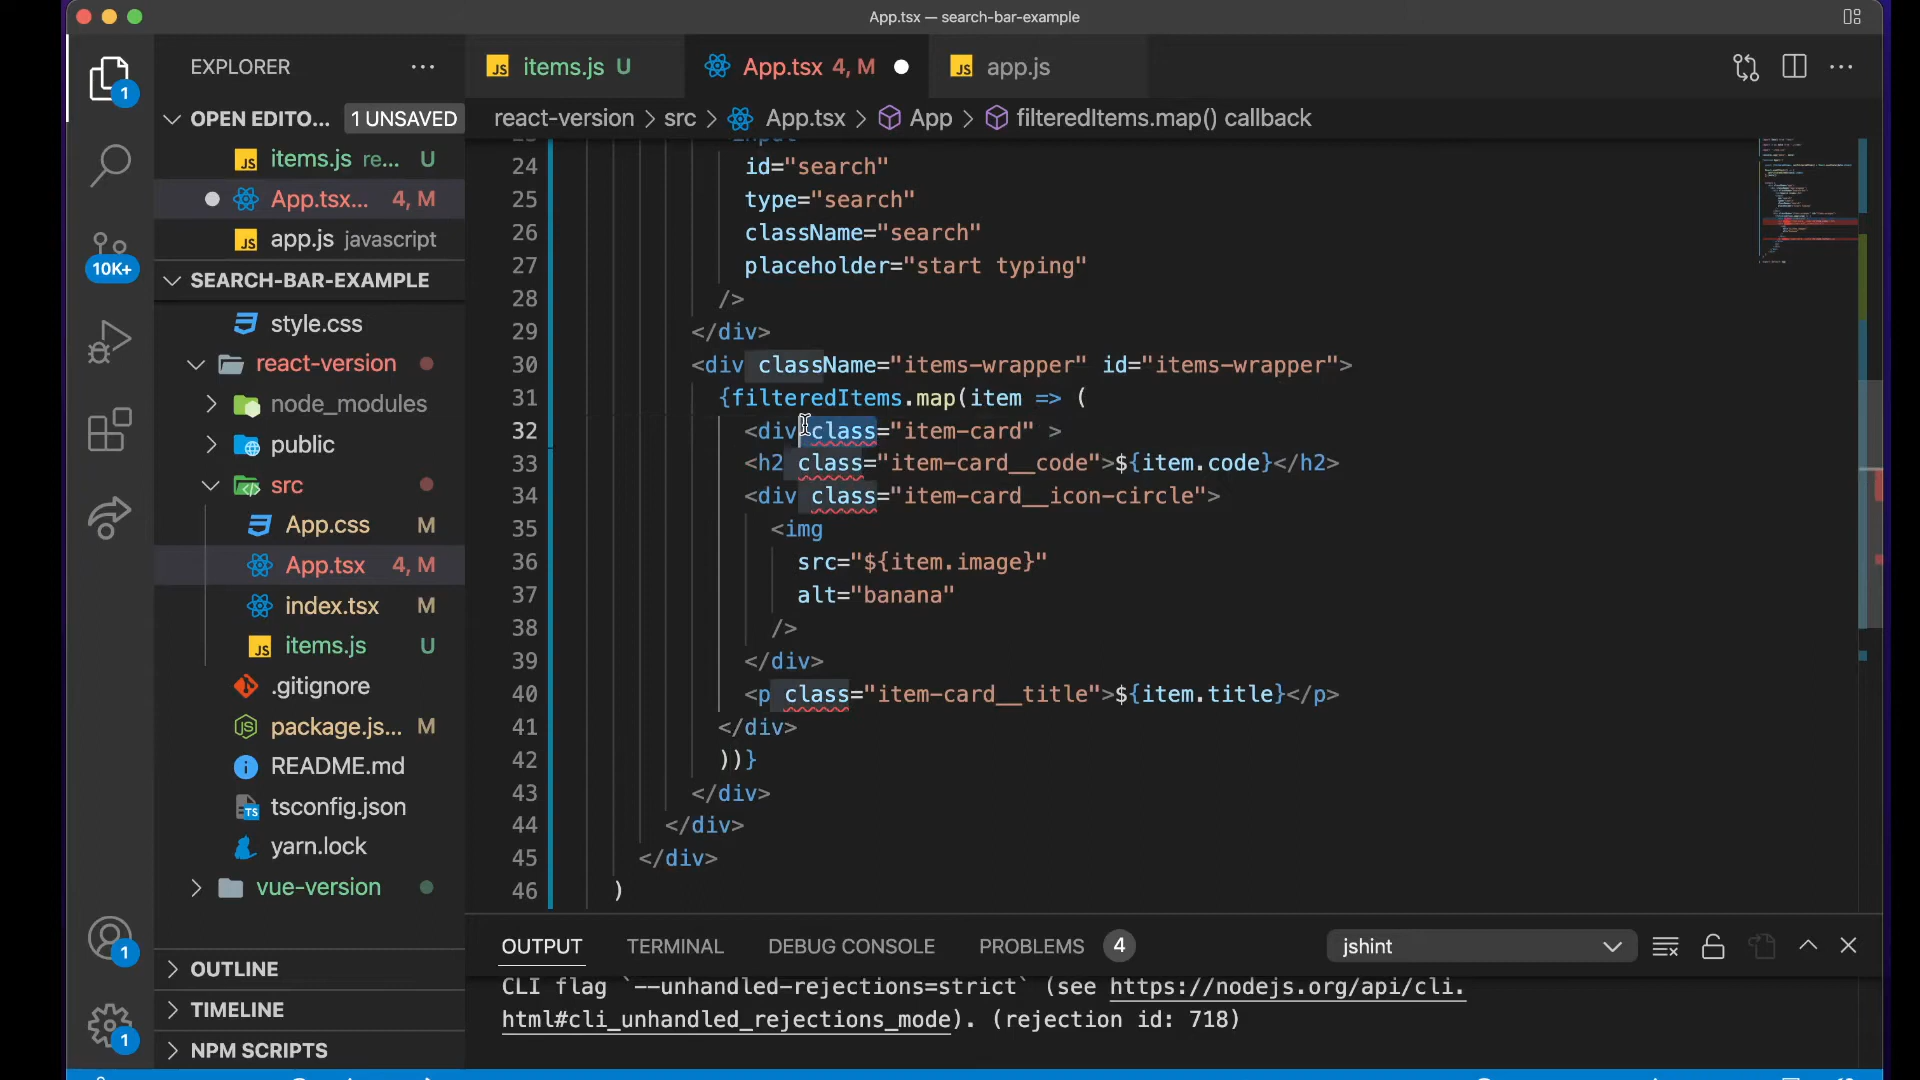 App.tsx — search-bar-example
EXPLORER
items.js U
App.tsx 4, M
app.js
1
OPEN EDITO... 1 UNSAVED
react-version > src > App.tsx > App > filteredItems.map() callback
items.js re... U
App.tsx... 4, M
app.js javascript
10K+
SEARCH-BAR-EXAMPLE
style.css
react-version
node_modules
public
src
App.css M
App.tsx 4, M
index.tsx M
items.js U
.gitignore
package.js... M
README.md
tsconfig.json
yarn.lock
vue-version
OUTLINE
TIMELINE
NPM SCRIPTS
1
1
24 id="search"
25 type="search"
26 className="search"
27 placeholder="start typing"
28 />
29 </div>
30 <div className="items-wrapper" id="items-wrapper">
31 {filteredItems.map(item => (
32 <div class="item-card" >
33 <h2 class="item-card__code">${item.code}</h2>
34 <div class="item-card__icon-circle">
35 <img
36 src="${item.image}"
37 alt="banana"
38 />
39 </div>
40 <p class="item-card__title">${item.title}</p>
41 </div>
42 ))}
43 </div>
44 </div>
45 </div>
46 )
OUTPUT TERMINAL DEBUG CONSOLE PROBLEMS 4 jshint
CLI flag `--unhandled-rejections=strict` (see https://nodejs.org/api/cli.
html#cli_unhandled_rejections_mode). (rejection id: 718)